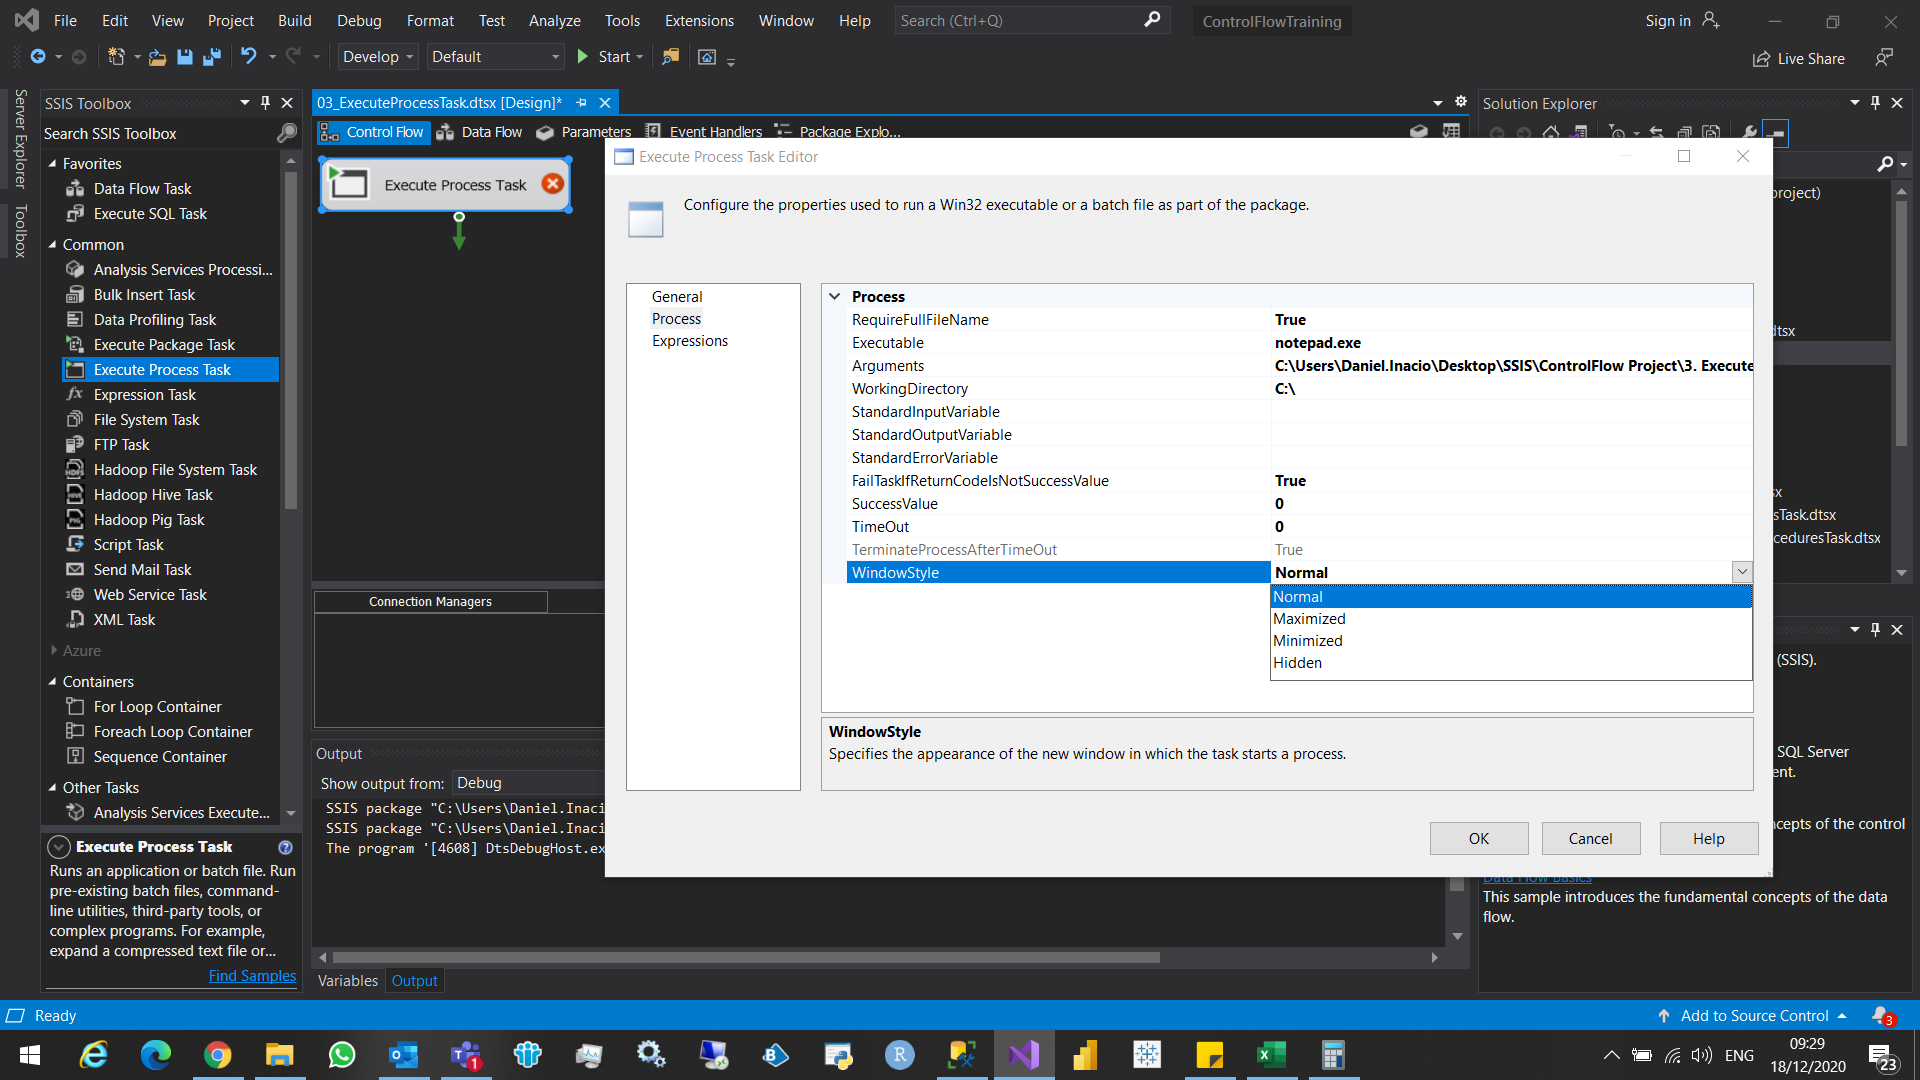 File Edit View Project Build Debug Format Test Analyze Tools Extensions Window Help Search (Ctrl+Q) ControlFlowTraining Sign in
Develop Default Start Live Share
Server Explorer
Toolbox
SSIS Toolbox
Search SSIS Toolbox
Favorites
Data Flow Task
Execute SQL Task
Common
Analysis Services Processi...
Bulk Insert Task
Data Profiling Task
Execute Package Task
Execute Process Task
Expression Task
File System Task
FTP Task
Hadoop File System Task
Hadoop Hive Task
Hadoop Pig Task
Script Task
Send Mail Task
Web Service Task
XML Task
Azure
Containers
For Loop Container
Foreach Loop Container
Sequence Container
Other Tasks
Analysis Services Execute...
Execute Process Task
Runs an application or batch file. Run
pre-existing batch files, command-
line utilities, third-party tools, or
complex programs. For example,
expand a compressed text file or...
Find Samples
03_ExecuteProcessTask.dtsx [Design]*
Control Flow Data Flow Parameters Event Handlers Package Explo...
Execute Process Task
Connection Managers
Output
Show output from: Debug
SSIS package "C:\Users\Daniel.Inaci
SSIS package "C:\Users\Daniel.Inaci
The program '[4608] DtsDebugHost.ex
Variables Output
Execute Process Task Editor
Configure the properties used to run a Win32 executable or a batch file as part of the package.
General
Process
Expressions
Process
RequireFullFileName True
Executable notepad.exe
Arguments C:\Users\Daniel.Inacio\Desktop\SSIS\ControlFlow Project\3. Execute
WorkingDirectory C:\
StandardInputVariable
StandardOutputVariable
StandardErrorVariable
FailTaskIfReturnCodeIsNotSuccessValue True
SuccessValue 0
TimeOut 0
TerminateProcessAfterTimeOut True
WindowStyle Normal
Normal
Maximized
Minimized
Hidden
WindowStyle
Specifies the appearance of the new window in which the task starts a process.
OK Cancel Help
Solution Explorer
project)
dtsx
sx
sTask.dtsx
ceduresTask.dtsx
(SSIS).
SQL Server
ent.
ncepts of the control
Data Flow Basics
This sample introduces the fundamental concepts of the data
flow.
Ready Add to Source Control 3
1 ENG 09:29
18/12/2020 23